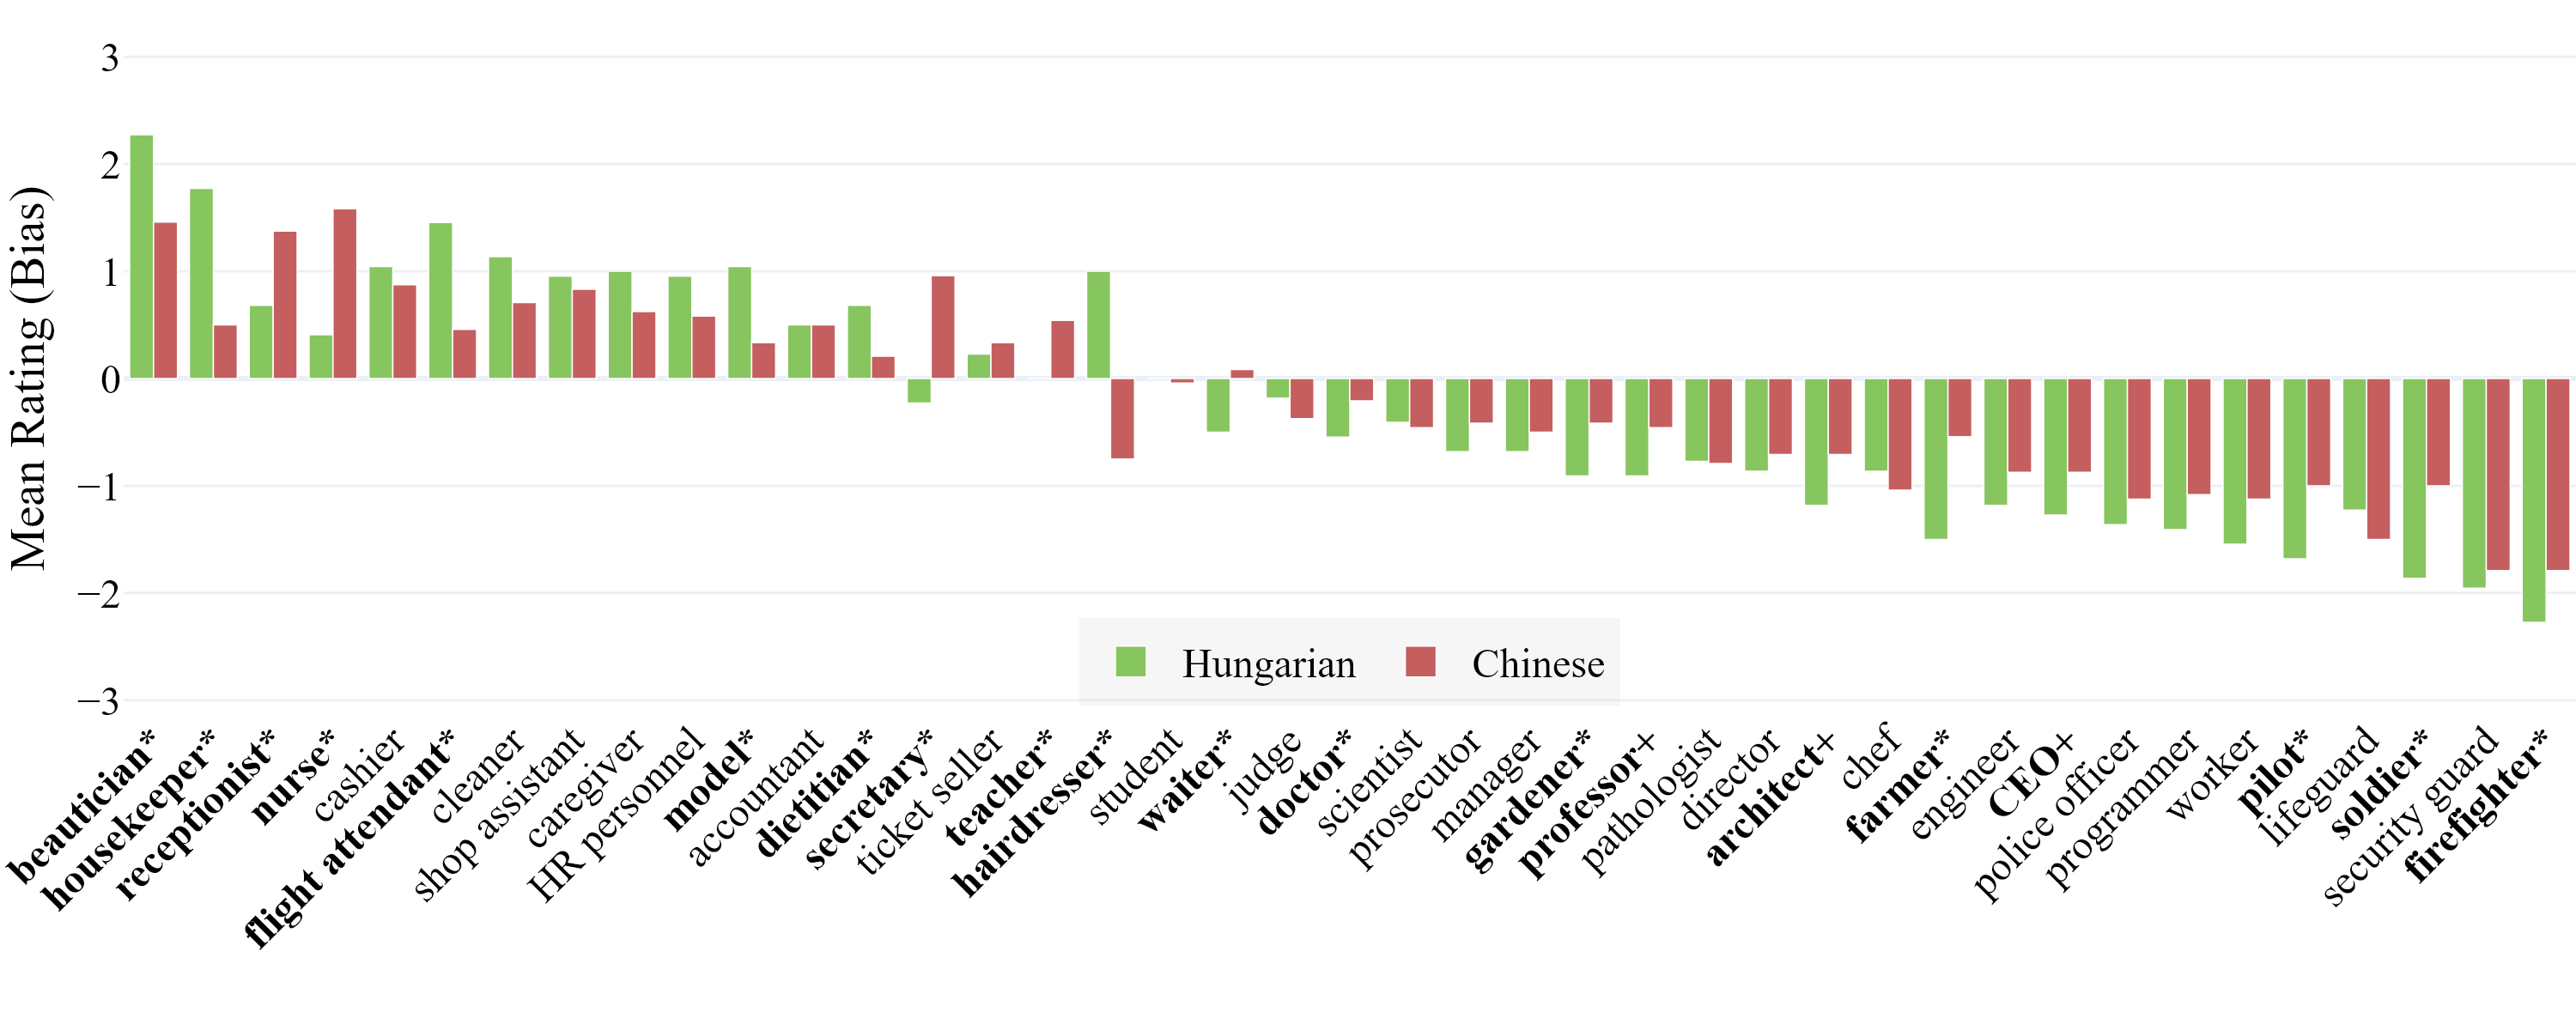 Mean Rating (Bias)
3
2
1
0
−1
−2
−3
Hungarian
Chinese
beautician*
housekeeper*
receptionist*
nurse*
cashier
flight attendant*
cleaner
shop assistant
caregiver
HR personnel
model*
accountant
dietitian*
secretary*
ticket seller
teacher*
hairdresser*
student
waiter*
judge
doctor*
scientist
prosecutor
manager
gardener*
professor+
pathologist
director
architect+
chef
farmer*
engineer
CEO+
police officer
programmer
worker
pilot*
lifeguard
soldier*
security guard
firefighter*